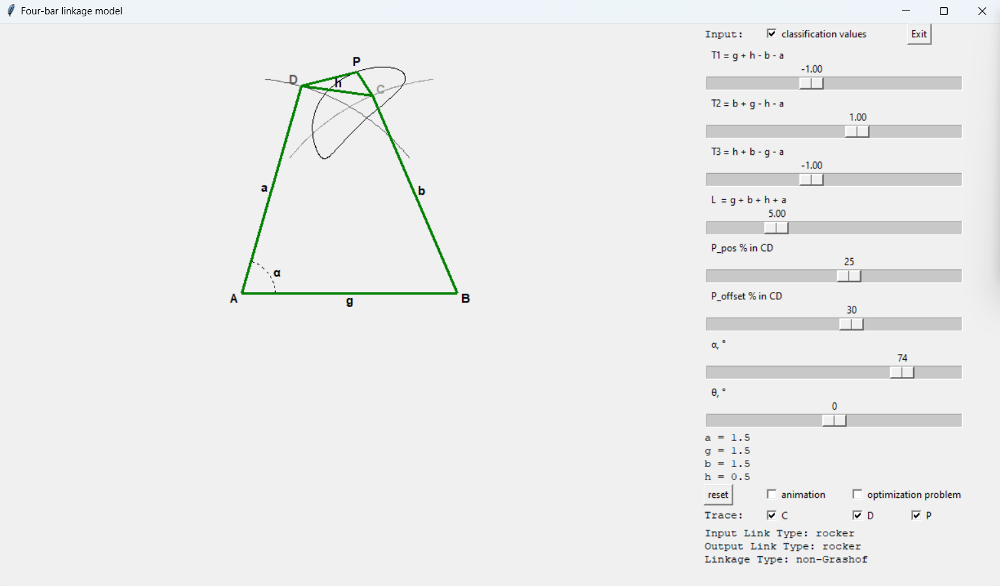 Four-bar linkage model
Input: classification values Exit
T1 = g + h - b - a
-1.00
T2 = b + g - h - a
1.00
T3 = h + b - g - a
-1.00
L = g + b + h + a
5.00
P_pos % in CD
25
P_offset % in CD
30
α, °
74
θ, °
0
a = 1.5
g = 1.5
b = 1.5
h = 0.5
reset animation optimization problem
Trace: C D P
Input Link Type: rocker
Output Link Type: rocker
Linkage Type: non-Grashof
P
D
h
C
a
b
α
A
B
g